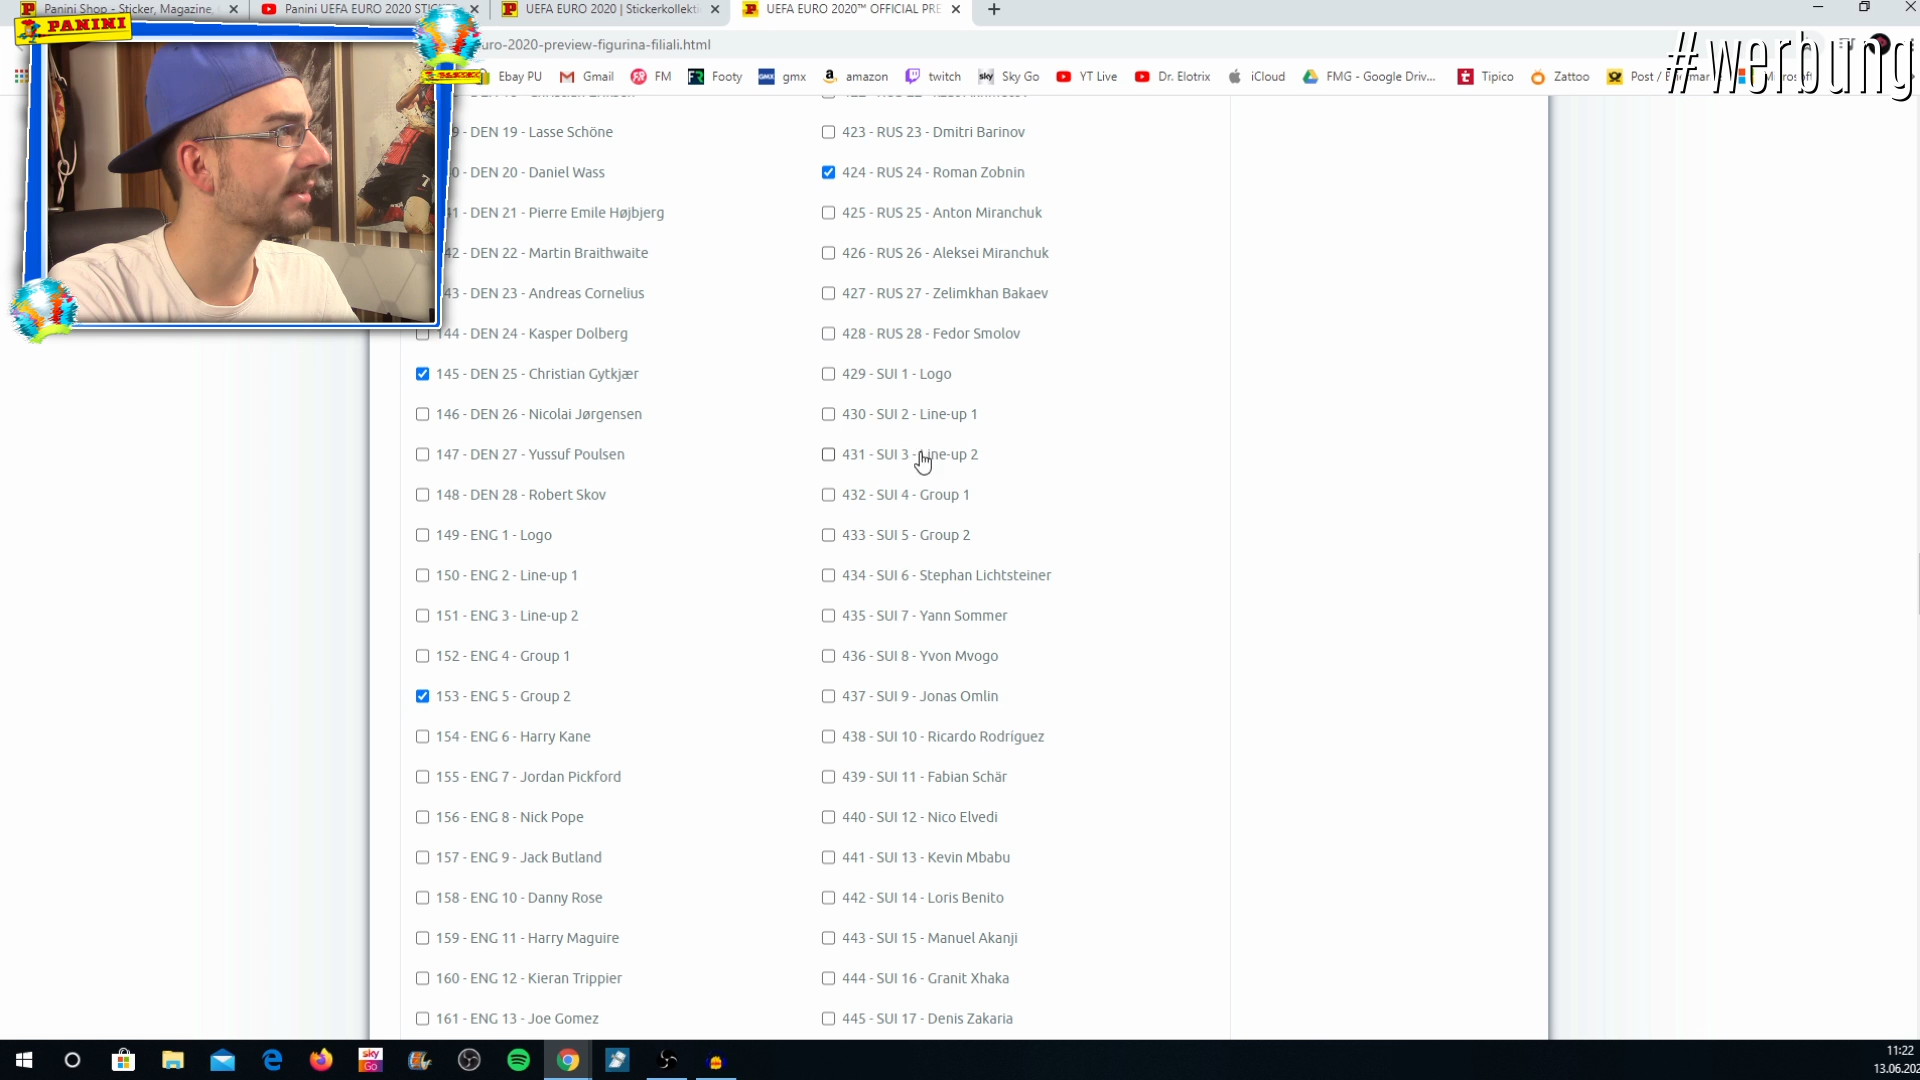 Panini Shop - Sticker, Magazine,
Panini UEFA EURO 2020 STICK
UEFA EURO 2020 | Stickerkollekti
UEFA EURO 2020™ OFFICIAL PRE
PANINI
uro-2020-preview-figurina-filiali.html
#werbung
Ebay PU
Gmail
FM
Footy
gmx
amazon
twitch
Sky Go
YT Live
Dr. Elotrix
iCloud
FMG - Google Driv...
Tipico
Zattoo
Post /
9 - DEN 19 - Lasse Schöne
0 - DEN 20 - Daniel Wass
41 - DEN 21 - Pierre Emile Højbjerg
42 - DEN 22 - Martin Braithwaite
43 - DEN 23 - Andreas Cornelius
144 - DEN 24 - Kasper Dolberg
145 - DEN 25 - Christian Gytkjær
146 - DEN 26 - Nicolai Jørgensen
147 - DEN 27 - Yussuf Poulsen
148 - DEN 28 - Robert Skov
149 - ENG 1 - Logo
150 - ENG 2 - Line-up 1
151 - ENG 3 - Line-up 2
152 - ENG 4 - Group 1
153 - ENG 5 - Group 2
154 - ENG 6 - Harry Kane
155 - ENG 7 - Jordan Pickford
156 - ENG 8 - Nick Pope
157 - ENG 9 - Jack Butland
158 - ENG 10 - Danny Rose
159 - ENG 11 - Harry Maguire
160 - ENG 12 - Kieran Trippier
161 - ENG 13 - Joe Gomez
423 - RUS 23 - Dmitri Barinov
424 - RUS 24 - Roman Zobnin
425 - RUS 25 - Anton Miranchuk
426 - RUS 26 - Aleksei Miranchuk
427 - RUS 27 - Zelimkhan Bakaev
428 - RUS 28 - Fedor Smolov
429 - SUI 1 - Logo
430 - SUI 2 - Line-up 1
431 - SUI 3 - Line-up 2
432 - SUI 4 - Group 1
433 - SUI 5 - Group 2
434 - SUI 6 - Stephan Lichtsteiner
435 - SUI 7 - Yann Sommer
436 - SUI 8 - Yvon Mvogo
437 - SUI 9 - Jonas Omlin
438 - SUI 10 - Ricardo Rodríguez
439 - SUI 11 - Fabian Schär
440 - SUI 12 - Nico Elvedi
441 - SUI 13 - Kevin Mbabu
442 - SUI 14 - Loris Benito
443 - SUI 15 - Manuel Akanji
444 - SUI 16 - Granit Xhaka
445 - SUI 17 - Denis Zakaria
sky
Go
11:22
13.06.202